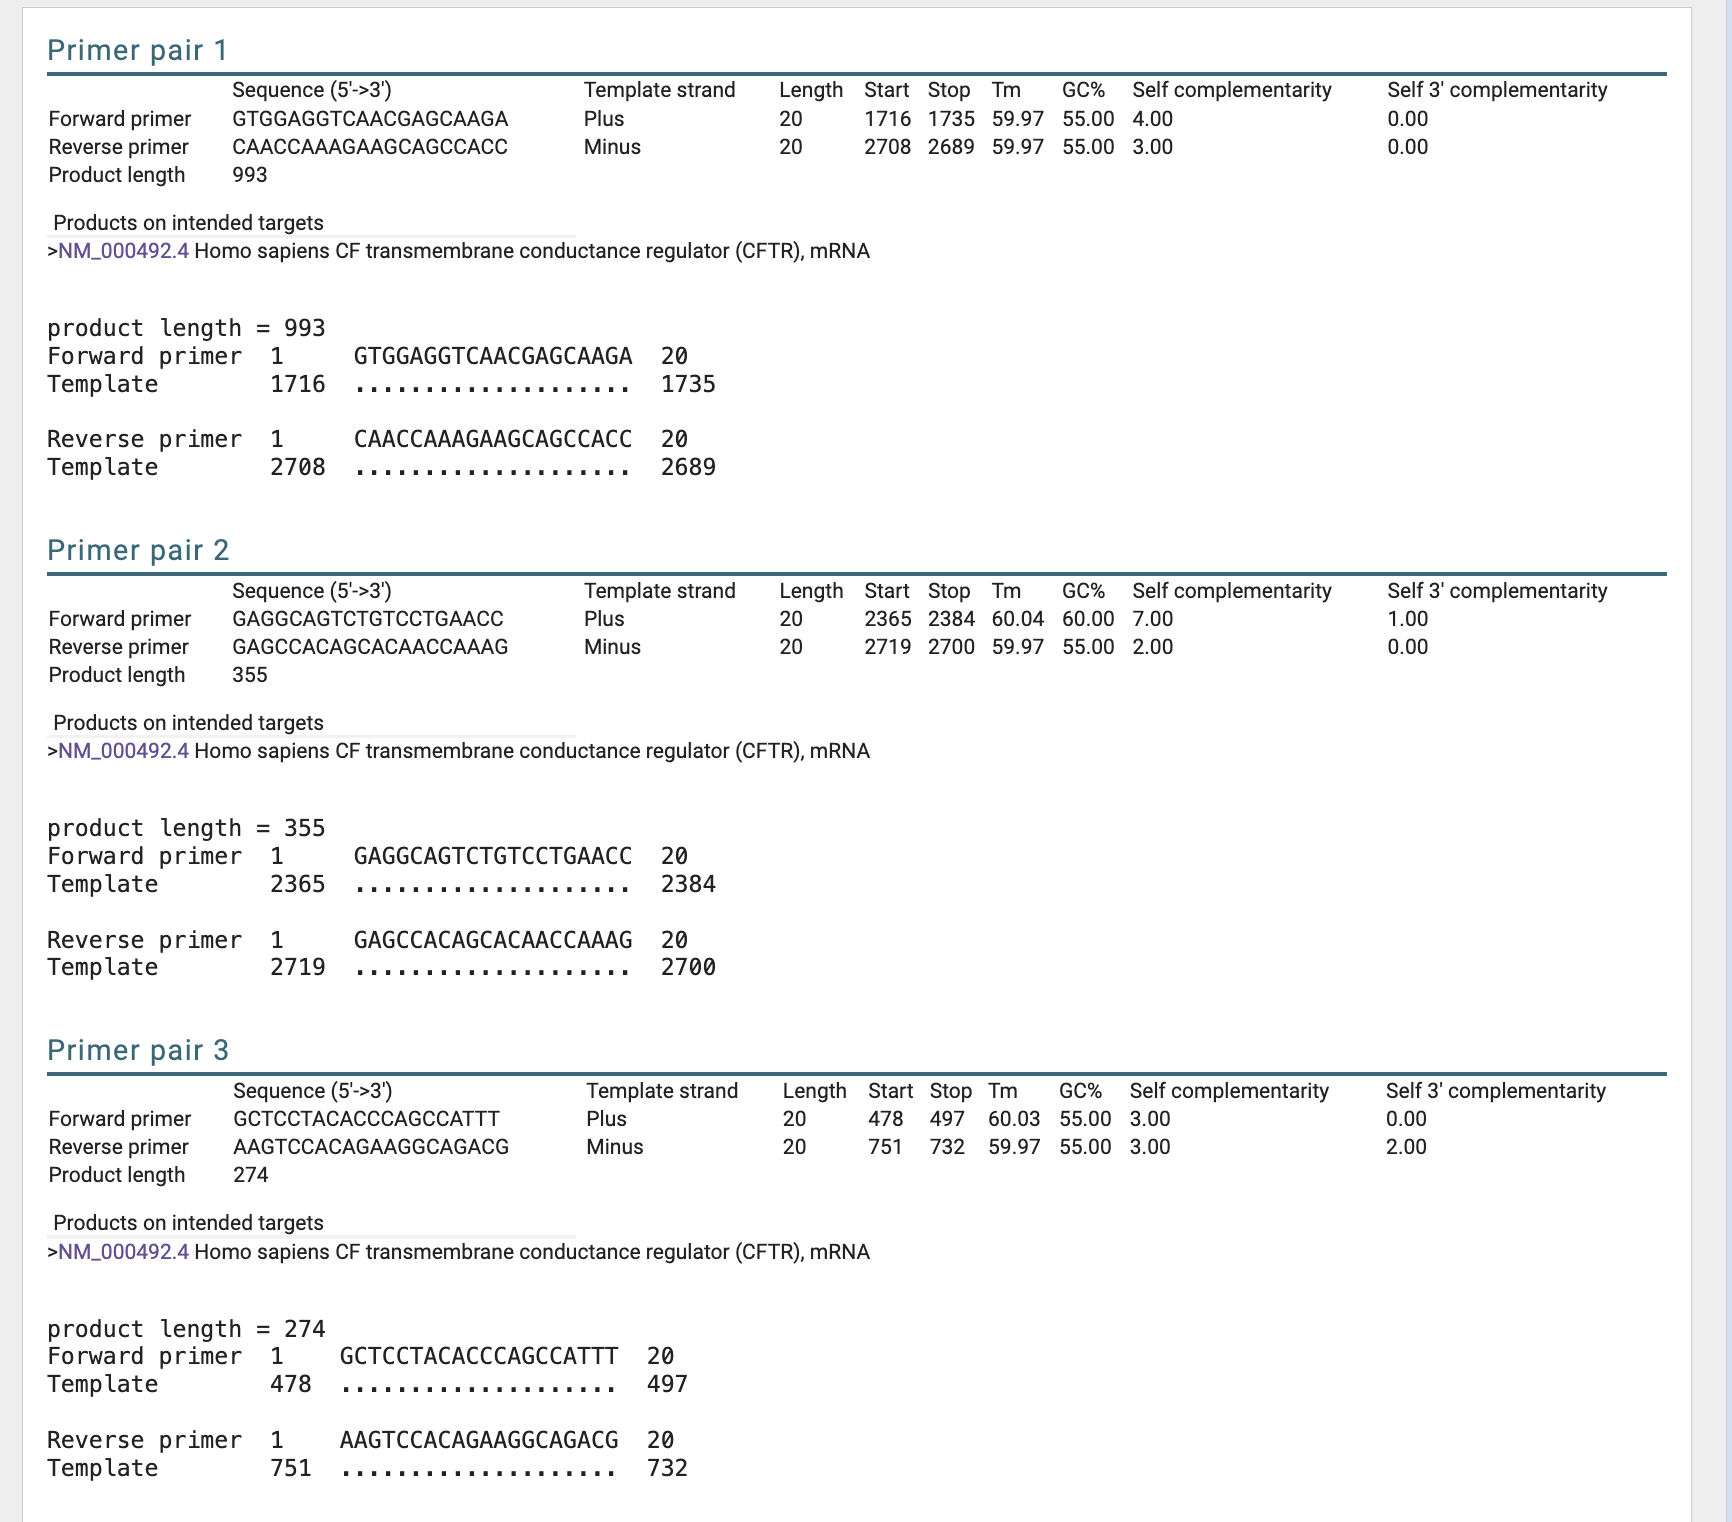 Primer pair 1
Sequence (5'->3') Template strand Length Start Stop Tm GC% Self complementarity Self 3' complementarity
Forward primer GTGGAGGTCAACGAGCAAGA Plus 20 1716 1735 59.97 55.00 4.00 0.00
Reverse primer CAACCAAAGAAGCAGCCACC Minus 20 2708 2689 59.97 55.00 3.00 0.00
Product length 993
Products on intended targets
>NM_000492.4 Homo sapiens CF transmembrane conductance regulator (CFTR), mRNA
product length = 993
Forward primer 1 GTGGAGGTCAACGAGCAAGA 20
Template 1716 .................... 1735
Reverse primer 1 CAACCAAAGAAGCAGCCACC 20
Template 2708 .................... 2689
Primer pair 2
Sequence (5'->3') Template strand Length Start Stop Tm GC% Self complementarity Self 3' complementarity
Forward primer GAGGCAGTCTGTCCTGAACC Plus 20 2365 2384 60.04 60.00 7.00 1.00
Reverse primer GAGCCACAGCACAACCAAAG Minus 20 2719 2700 59.97 55.00 2.00 0.00
Product length 355
Products on intended targets
>NM_000492.4 Homo sapiens CF transmembrane conductance regulator (CFTR), mRNA
product length = 355
Forward primer 1 GAGGCAGTCTGTCCTGAACC 20
Template 2365 .................... 2384
Reverse primer 1 GAGCCACAGCACAACCAAAG 20
Template 2719 .................... 2700
Primer pair 3
Sequence (5'->3') Template strand Length Start Stop Tm GC% Self complementarity Self 3' complementarity
Forward primer GCTCCTACACCCAGCCATTT Plus 20 478 497 60.03 55.00 3.00 0.00
Reverse primer AAGTCCACAGAAGGCAGACG Minus 20 751 732 59.97 55.00 3.00 2.00
Product length 274
Products on intended targets
>NM_000492.4 Homo sapiens CF transmembrane conductance regulator (CFTR), mRNA
product length = 274
Forward primer 1 GCTCCTACACCCAGCCATTT 20
Template 478 .................... 497
Reverse primer 1 AAGTCCACAGAAGGCAGACG 20
Template 751 .................... 732